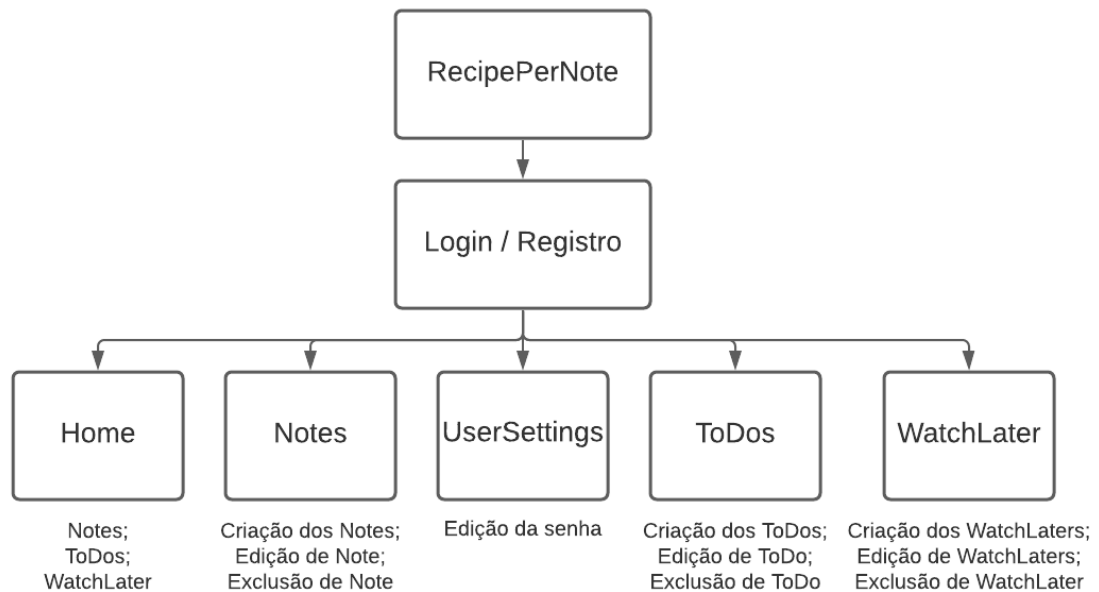 RecipePerNote
Login / Registro
Home
Notes
UserSettings
ToDos
WatchLater
Notes;
ToDos;
WatchLater
Criação dos Notes;
Edição de Note;
Exclusão de Note
Edição da senha
Criação dos ToDos;
Edição de ToDo;
Exclusão de ToDo
Criação dos WatchLaters;
Edição de WatchLaters;
Exclusão de WatchLater